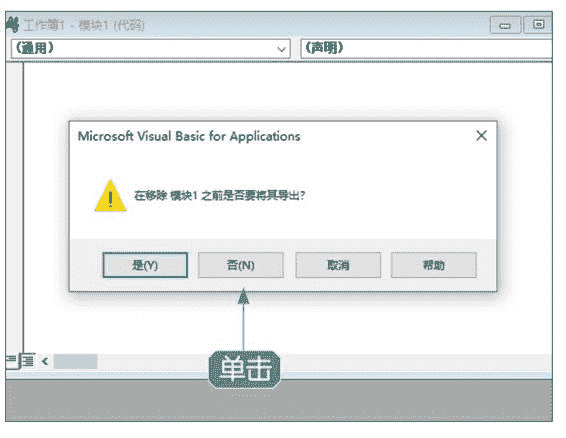 工作簿1 - 模块1 (代码)
(通用)
(声明)
Microsoft Visual Basic for Applications
在移除 模块1 之前是否要将其导出?
是(Y)
否(N)
取消
帮助
单击